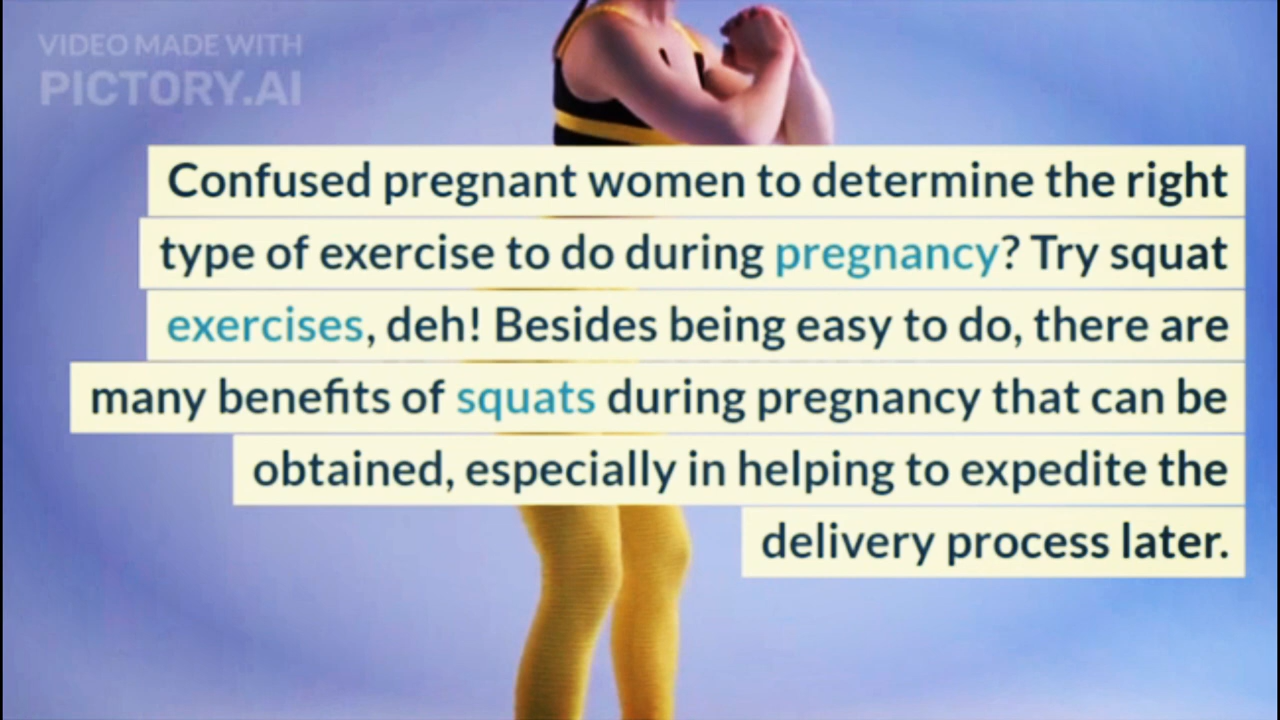 VIDEO MADE WITH
PICTORY.AI
Confused pregnant women to determine the right
type of exercise to do during pregnancy? Try squat
exercises, deh! Besides being easy to do, there are
many benefits of squats during pregnancy that can be
obtained, especially in helping to expedite the
delivery process later.